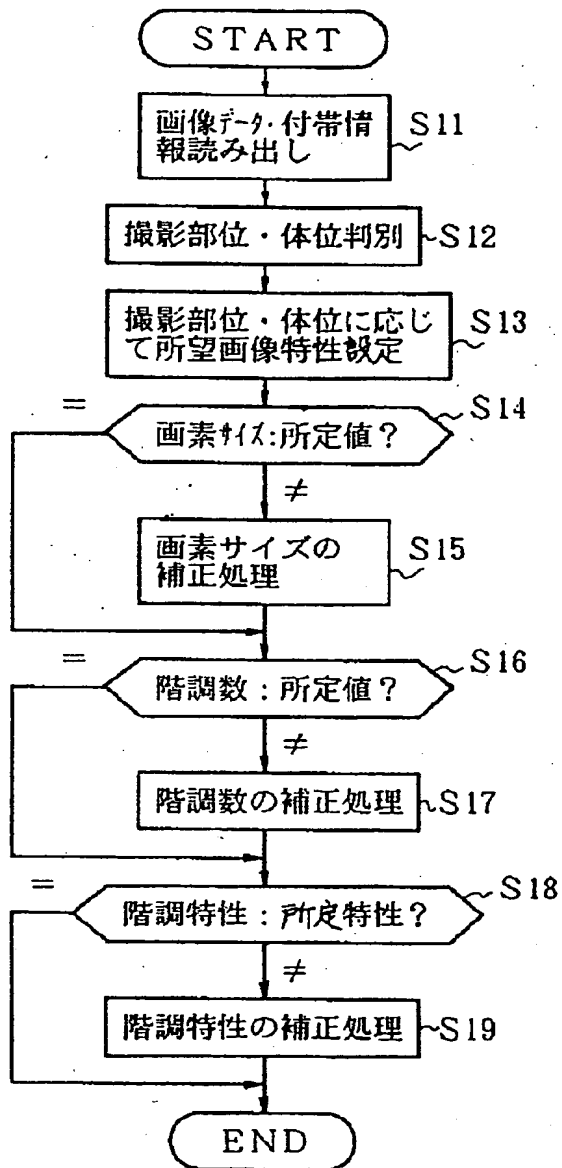 START
画像データ・付帯情
報読み出し
S11
撮影部位・体位判別
S12
撮影部位・体位に応じ
て所望画像特性設定
S13
=
S14
画素サイズ:所定値?
≠
画素サイズの
補正処理
S15
=
S16
階調数:所定値?
≠
階調数の補正処理
S17
=
S18
階調特性:所定特性?
≠
階調特性の補正処理
S19
END